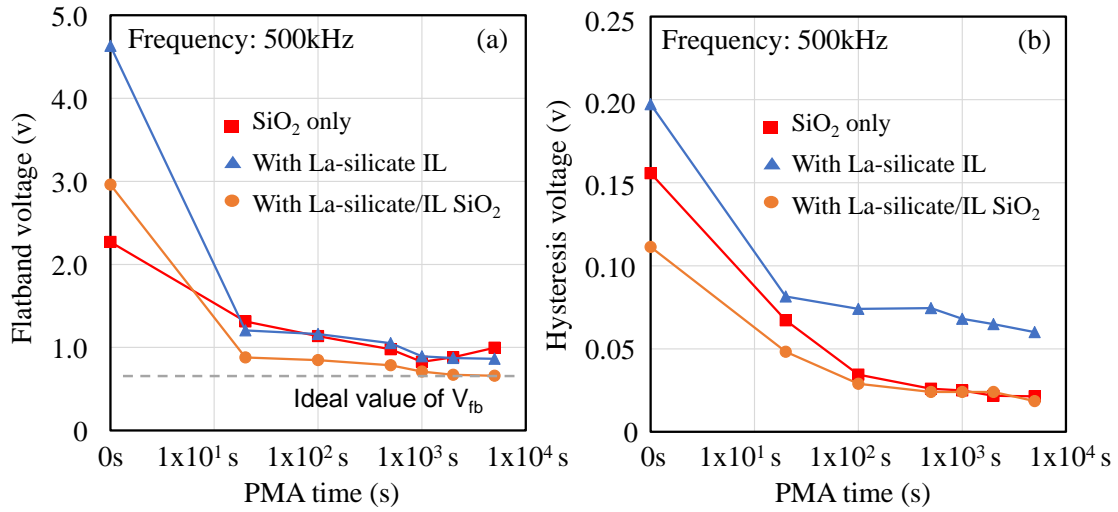 Frequency: 500kHz (a)
5.0
4.0
3.0
2.0
1.0
0
Flatband voltage (v)
SiO₂ only
With La-silicate IL
With La-silicate/IL SiO₂
Ideal value of V_fb
0s 1x10¹ s 1x10² s 1x10³ s 1x10⁴ s
PMA time (s)
Frequency: 500kHz (b)
0.25
0.20
0.15
0.10
0.05
0
Hysteresis voltage (v)
SiO₂ only
With La-silicate IL
With La-silicate/IL SiO₂
0s 1x10¹ s 1x10² s 1x10³ s 1x10⁴ s
PMA time (s)